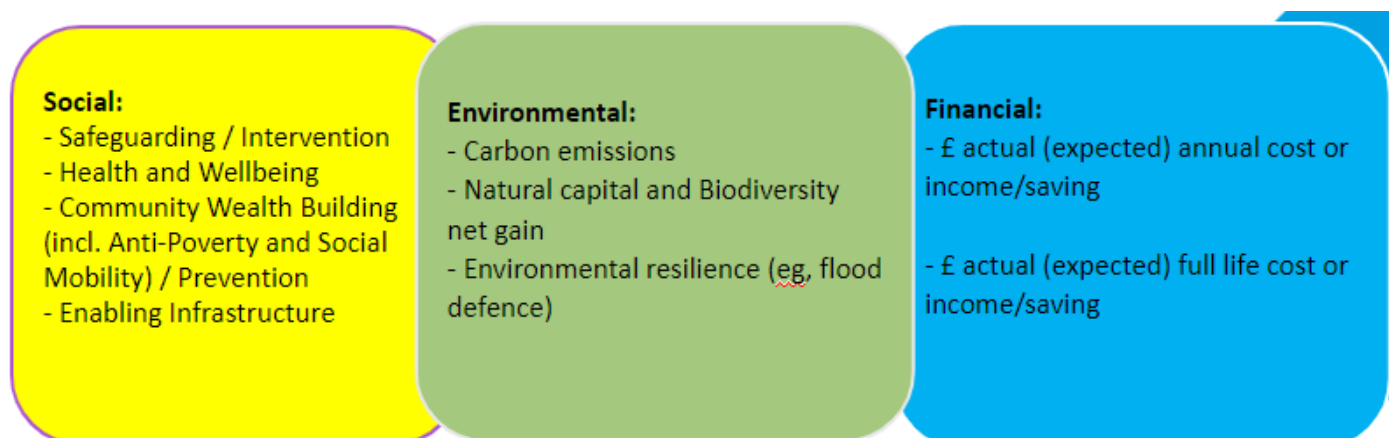 Social:
- Safeguarding / Intervention
- Health and Wellbeing
- Community Wealth Building
(incl. Anti-Poverty and Social
Mobility) / Prevention
- Enabling Infrastructure
Environmental:
- Carbon emissions
- Natural capital and Biodiversity
net gain
- Environmental resilience (eg, flood
defence)
Financial:
- £ actual (expected) annual cost or
income/saving
- £ actual (expected) full life cost or
income/saving